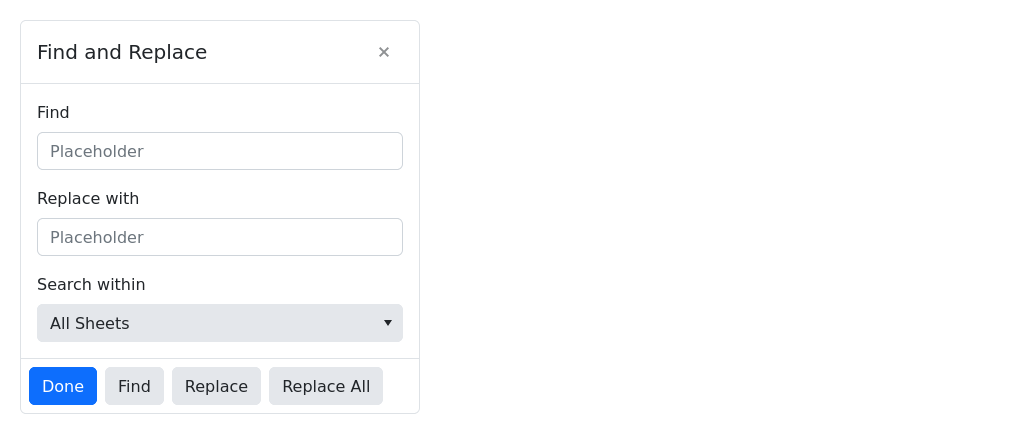 Find and Replace ×
Find
Placeholder
Replace with
Placeholder
Search within
All Sheets
Done Find Replace Replace All